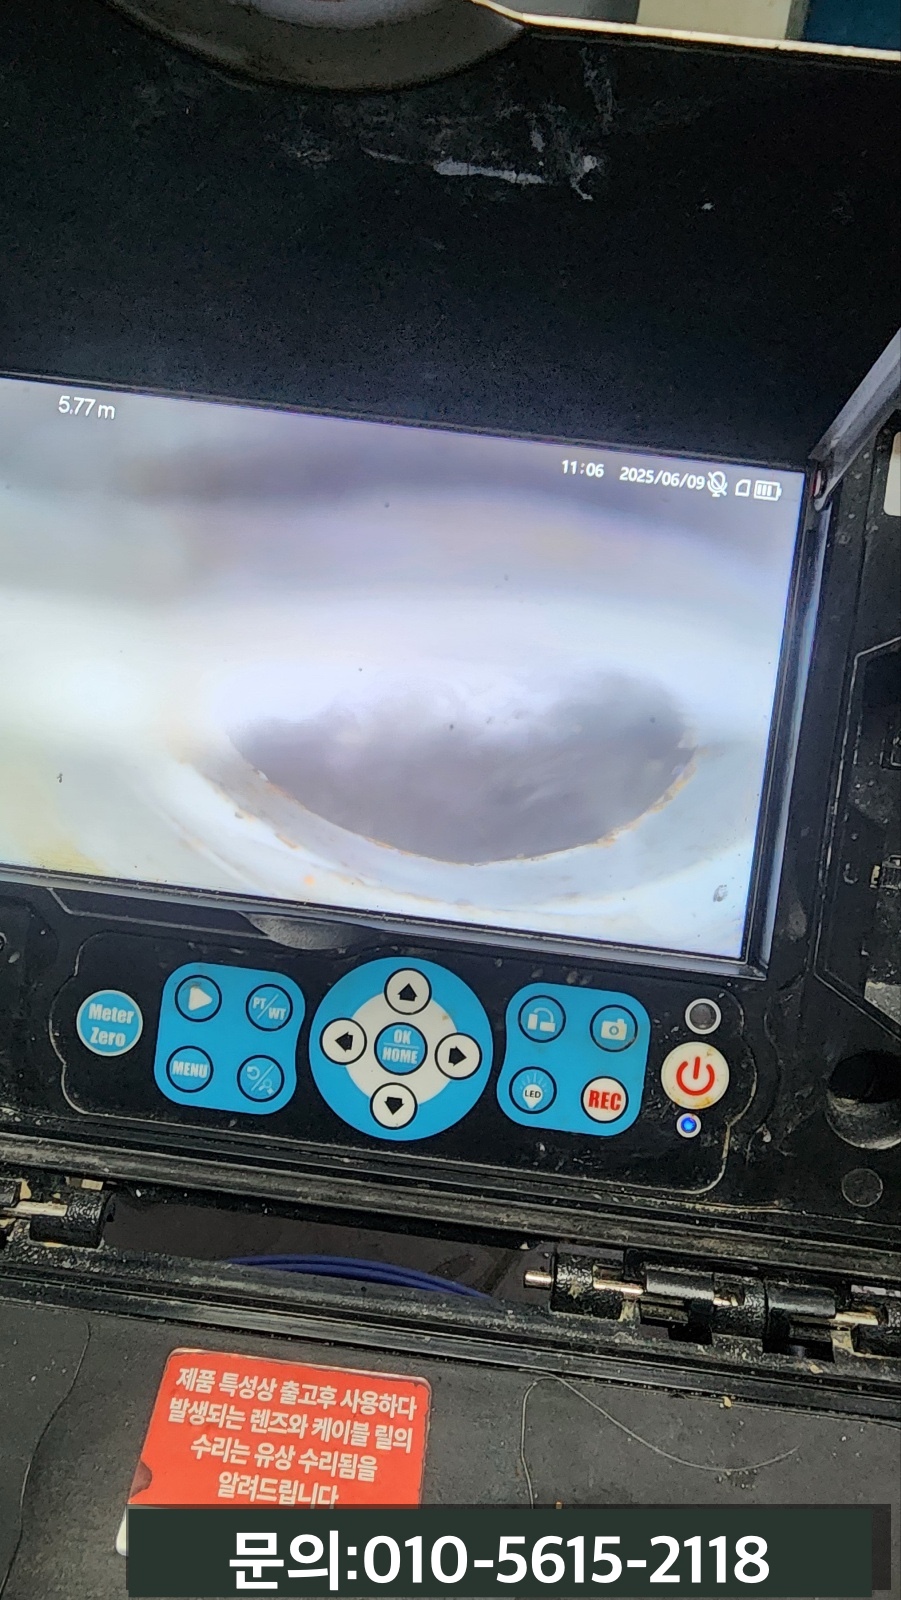 5.77 m
11:06 2025/06/09
Meter
Zero
PT/WT
MENU
OK
HOME
LED
REC
제품 특성상 출고후 사용하다
발생되는 렌즈와 케이블 릴의
수리는 유상 수리됨을
알려드립니다
문의:010-5615-2118